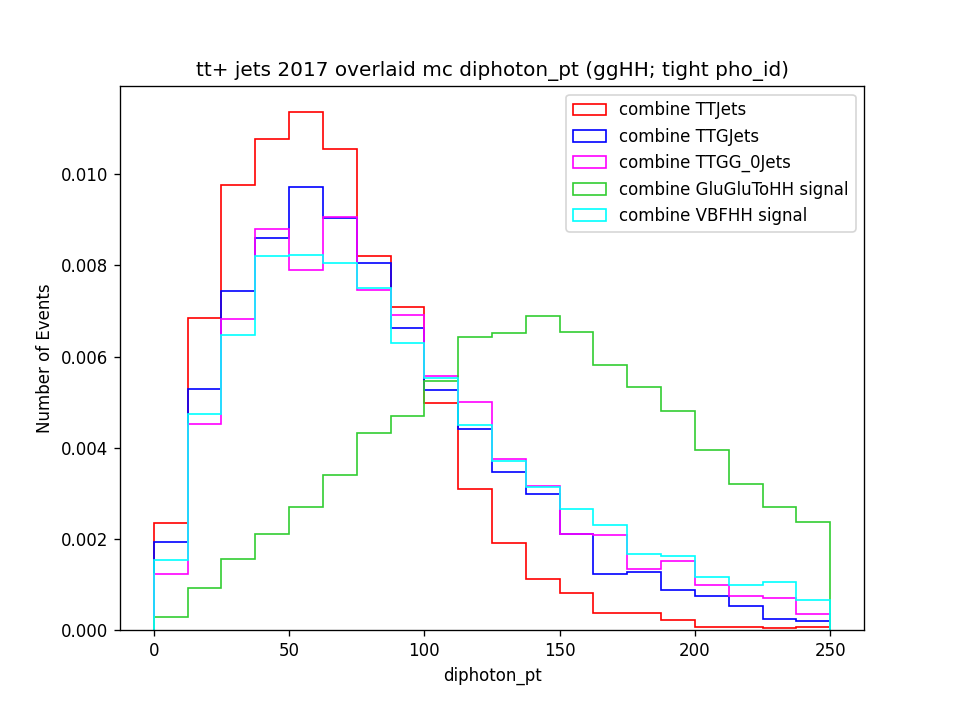 tt+ jets 2017 overlaid mc diphoton_pt (ggHH; tight pho_id)
combine TTJets
combine TTGJets
combine TTGG_0Jets
combine GluGluToHH signal
combine VBFHH signal
Number of Events
0.010
0.008
0.006
0.004
0.002
0.000
0 50 100 150 200 250
diphoton_pt